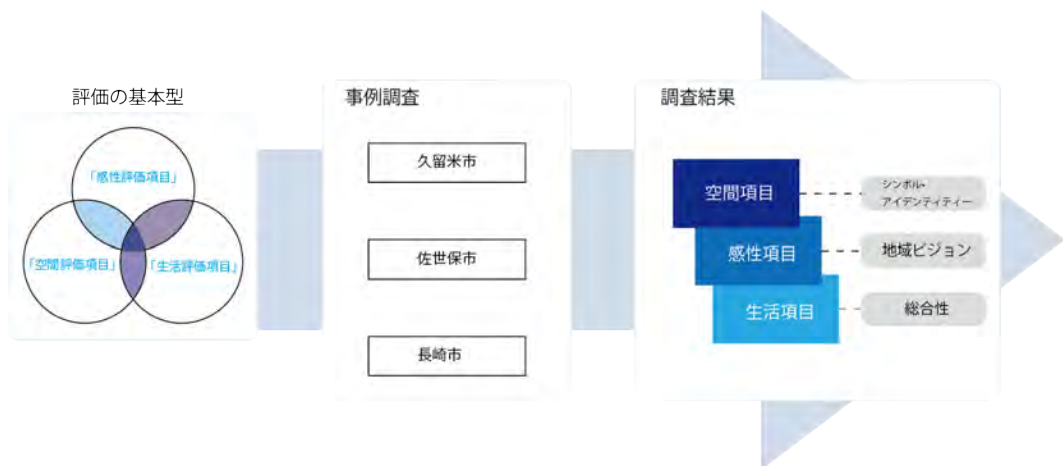 評価の基本型
「感性評価項目」
「空間評価項目」
「生活評価項目」
事例調査
久留米市
佐世保市
長崎市
調査結果
空間項目
シンボル・
アイデンティティー
感性項目
地域ビジョン
生活項目
総合性